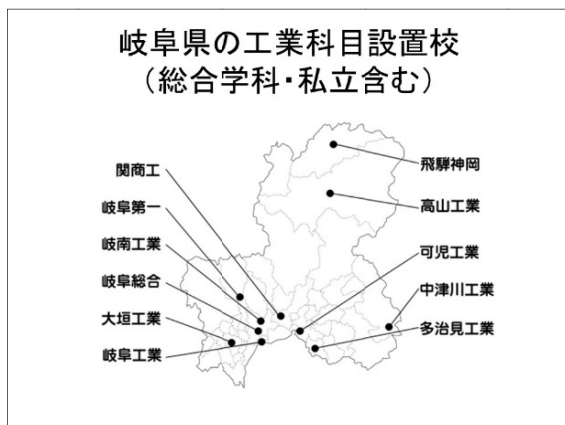 岐阜県の工業科目設置校
（総合学科・私立含む）
関商工
岐阜第一
岐南工業
岐阜総合
大垣工業
岐阜工業
飛騨神岡
高山工業
可児工業
中津川工業
多治見工業